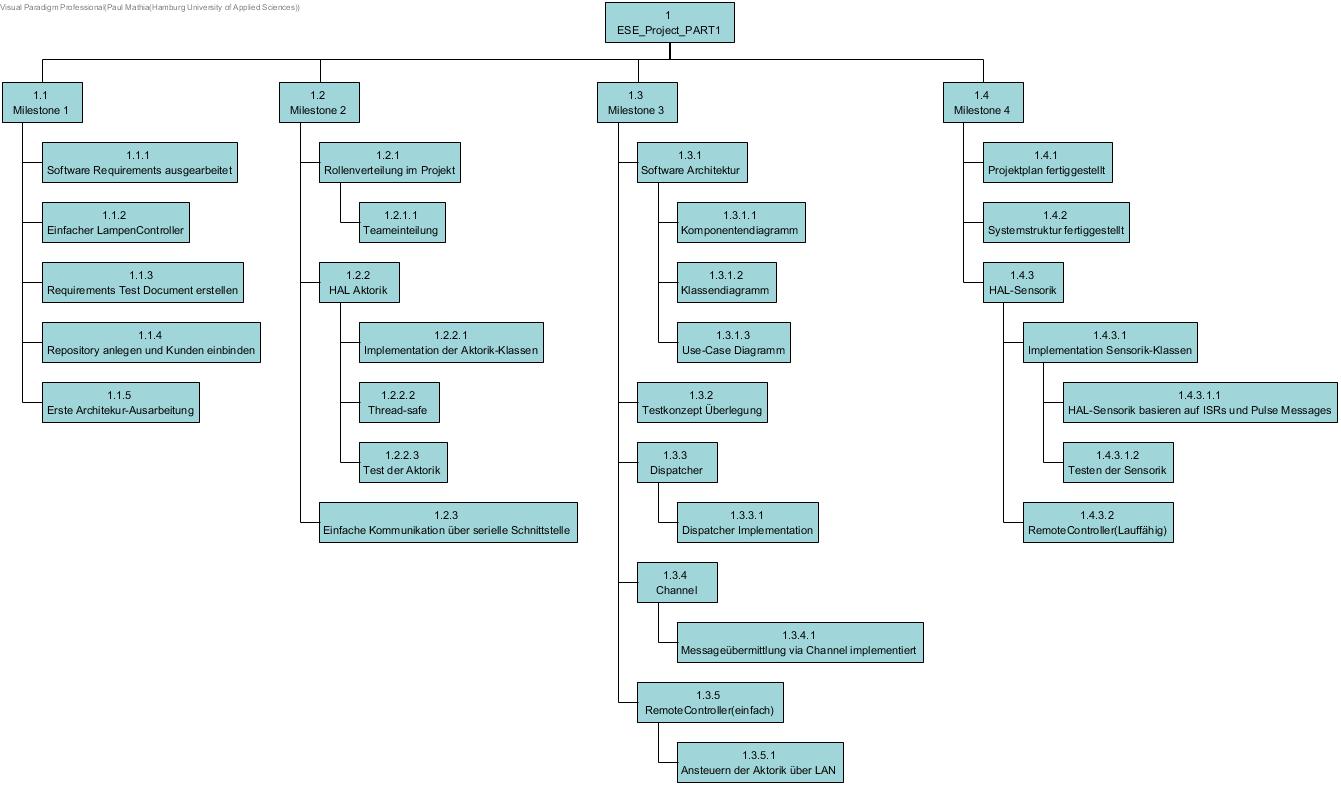 Visual Paradigm Professional(Paul Mathia(Hamburg University of Applied Sciences))
1
ESE_Project_PART1
1.1
Milestone 1
1.1.1
Software Requirements ausgearbeitet
1.1.2
Einfacher LampenController
1.1.3
Requirements Test Document erstellen
1.1.4
Repository anlegen und Kunden einbinden
1.1.5
Erste Architekur-Ausarbeitung
1.2
Milestone 2
1.2.1
Rollenverteilung im Projekt
1.2.1.1
Teameinteilung
1.2.2
HAL Aktorik
1.2.2.1
Implementation der Aktorik-Klassen
1.2.2.2
Thread-safe
1.2.2.3
Test der Aktorik
1.2.3
Einfache Kommunikation über serielle Schnittstelle
1.3
Milestone 3
1.3.1
Software Architektur
1.3.1.1
Komponentendiagramm
1.3.1.2
Klassendiagramm
1.3.1.3
Use-Case Diagramm
1.3.2
Testkonzept Überlegung
1.3.3
Dispatcher
1.3.3.1
Dispatcher Implementation
1.3.4
Channel
1.3.4.1
Messageübermittlung via Channel implementiert
1.3.5
RemoteController(einfach)
1.3.5.1
Ansteuern der Aktorik über LAN
1.4
Milestone 4
1.4.1
Projektplan fertiggestellt
1.4.2
Systemstruktur fertiggestellt
1.4.3
HAL-Sensorik
1.4.3.1
Implementation Sensorik-Klassen
1.4.3.1.1
HAL-Sensorik basieren auf ISRs und Pulse Messages
1.4.3.1.2
Testen der Sensorik
1.4.3.2
RemoteController(Lauffähig)